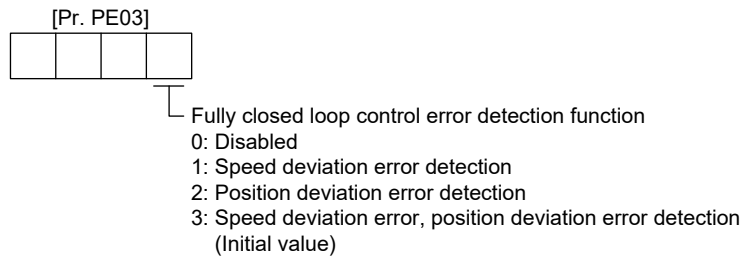 [Pr. PE03]
Fully closed loop control error detection function
0: Disabled
1: Speed deviation error detection
2: Position deviation error detection
3: Speed deviation error, position deviation error detection
(Initial value)